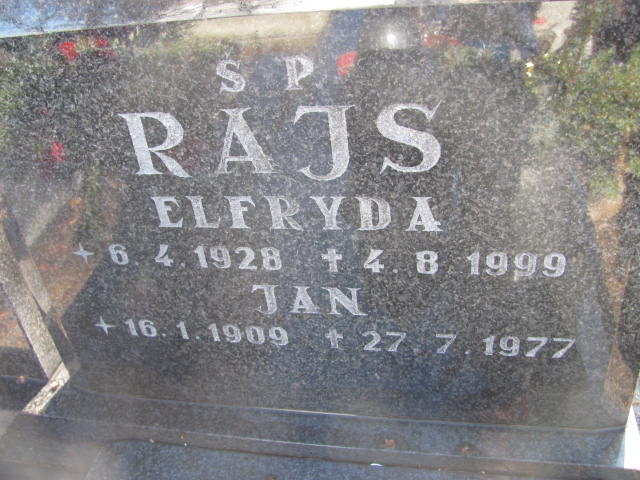 S P
RAJS
ELFRYDA
+ 6. 4. 1928 † 4. 8. 1999
JAN
+ 16. 1. 1909 † 27. 7. 1977